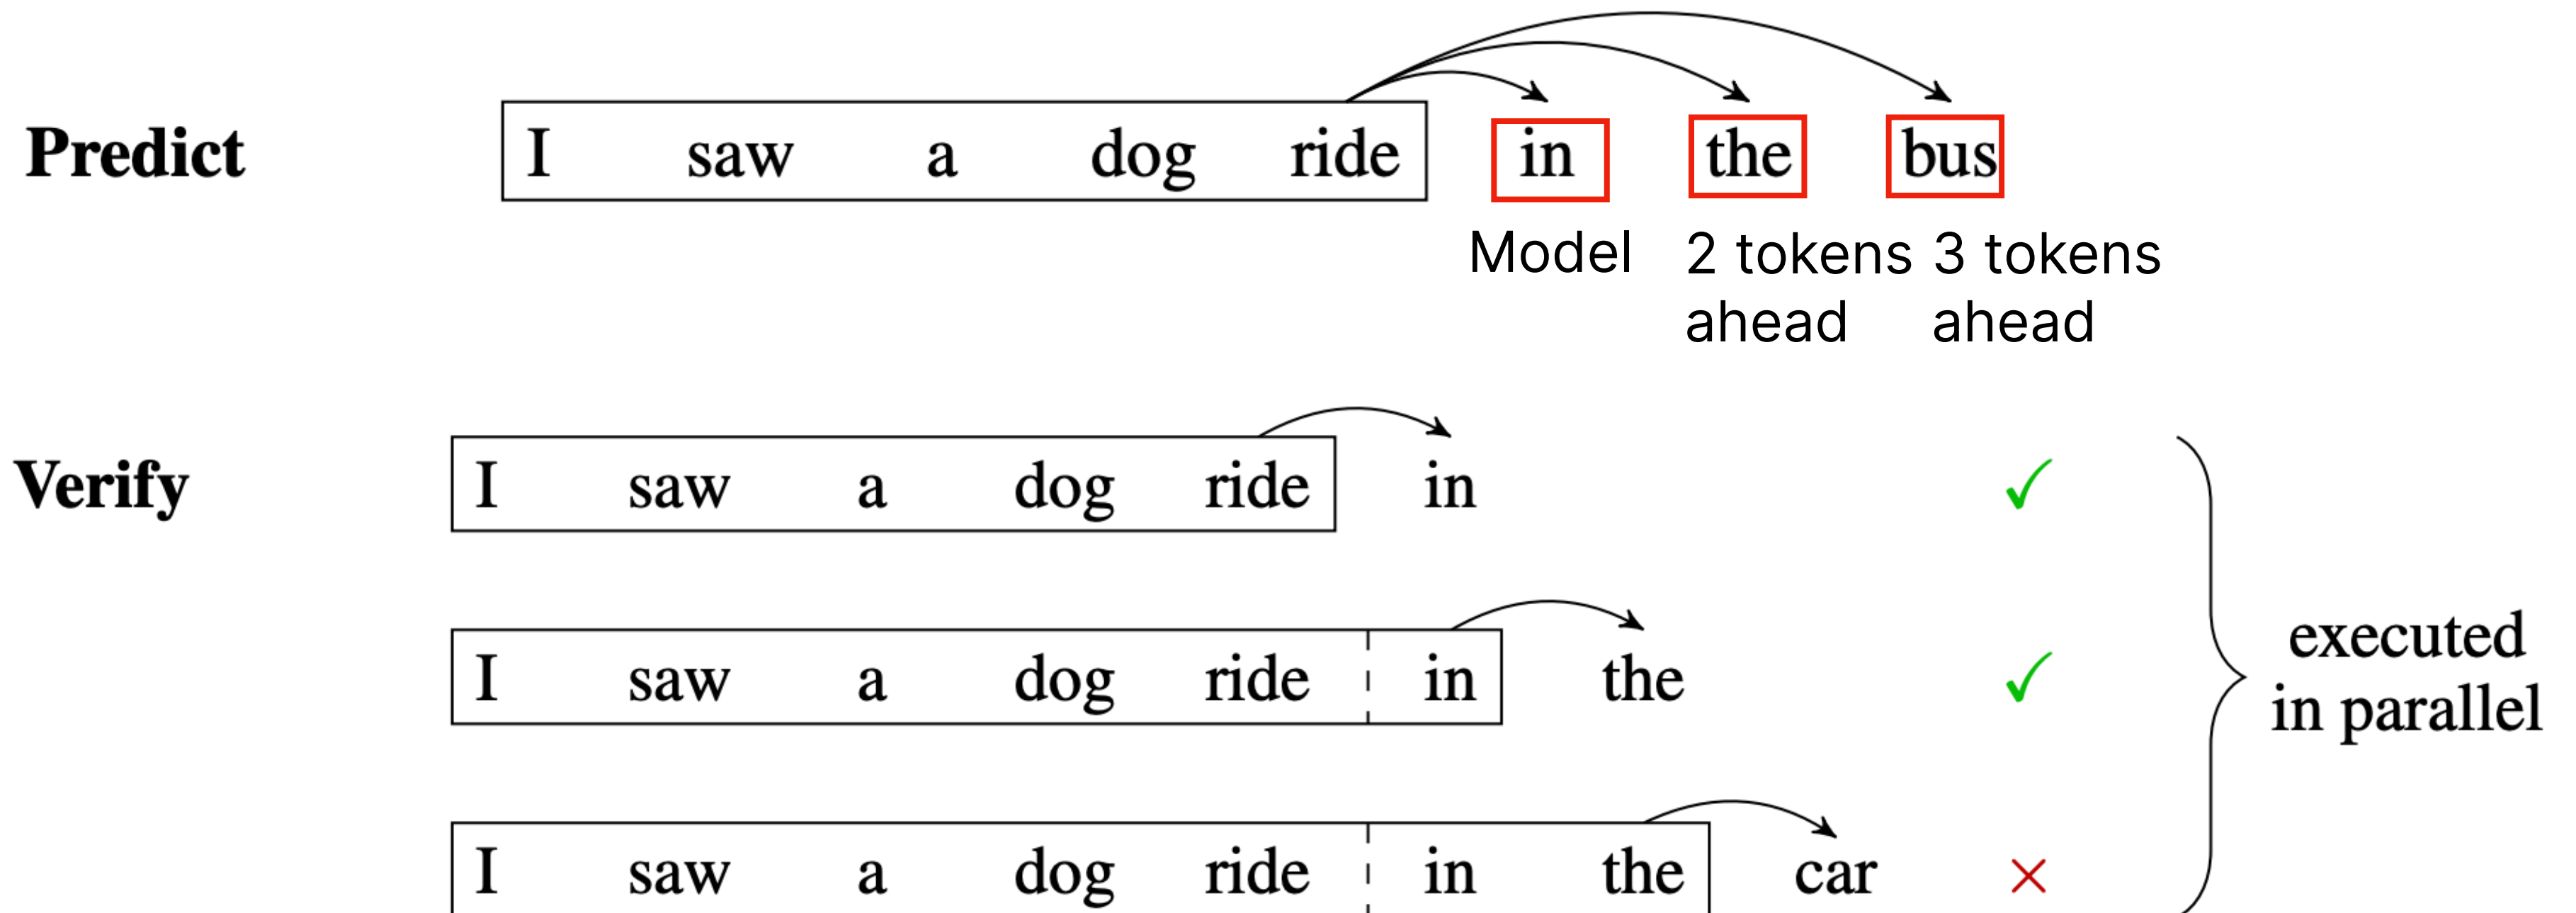 Predict I saw a dog ride in the bus
Model 2 tokens 3 tokens
ahead ahead
Verify I saw a dog ride in ✓
I saw a dog ride in the ✓
executed
in parallel
I saw a dog ride in the car ×